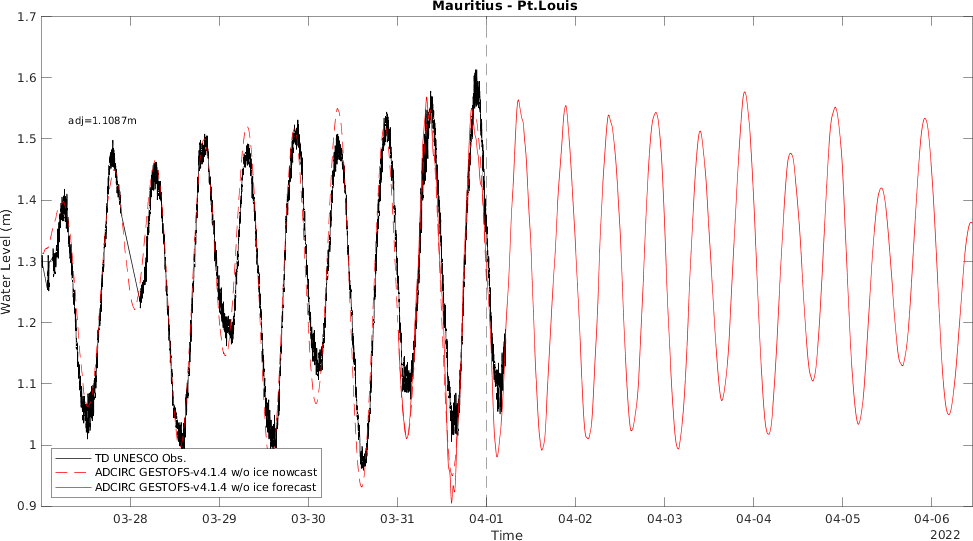 Mauritius - Pt.Louis
1.7
1.6
1.5
1.4
1.3
1.2
1.1
1
0.9
Water Level (m)
adj=1.1087m
TD UNESCO Obs.
ADCIRC GESTOFS-v4.1.4 w/o ice nowcast
ADCIRC GESTOFS-v4.1.4 w/o ice forecast
03-28
03-29
03-30
03-31
04-01
04-02
04-03
04-04
04-05
04-06
Time
2022